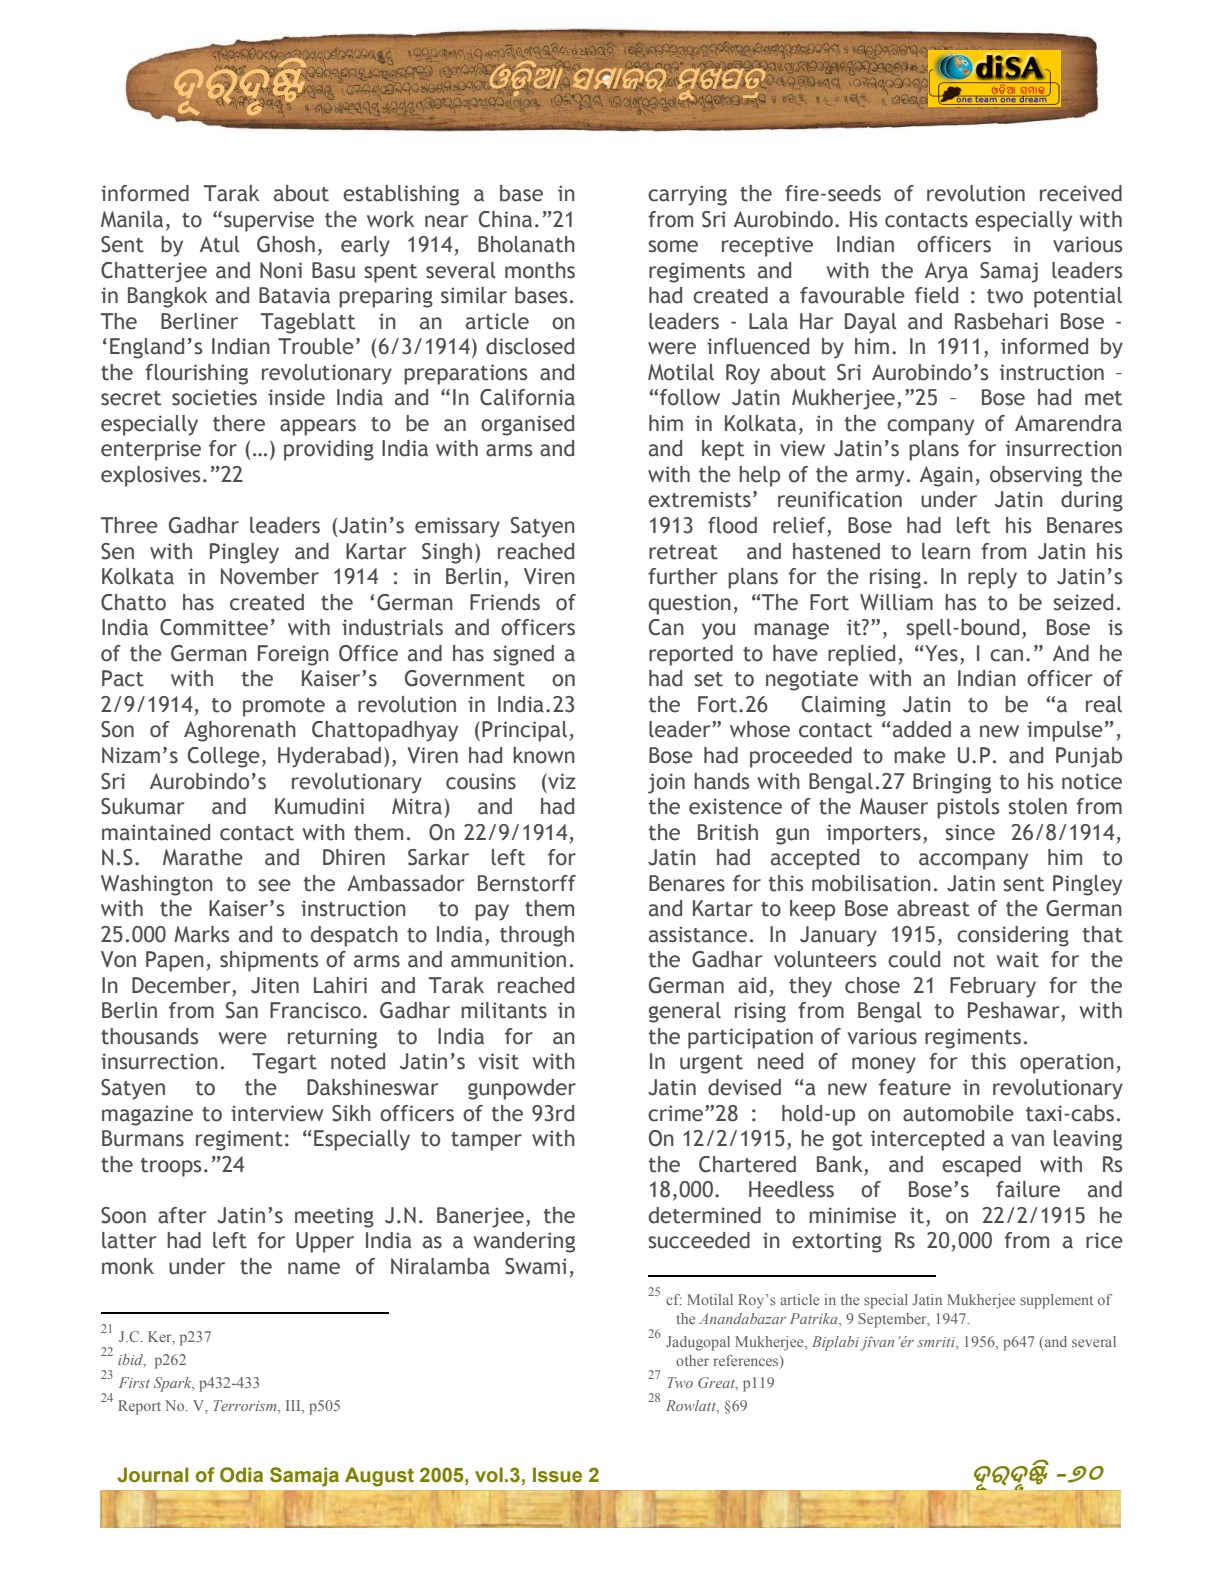 ଦୂରଦୃଷ୍ଟି
ଓଡ଼ିଆ ସମାଜର ମୁଖପତ୍ର
diSA
ଓଡ଼ିଆ ସମାଜ
one team one dream
informed Tarak about establishing a base in
Manila, to “supervise the work near China.”21
Sent by Atul Ghosh, early 1914, Bholanath
Chatterjee and Noni Basu spent several months
in Bangkok and Batavia preparing similar bases.
The Berliner Tageblatt in an article on
‘England’s Indian Trouble’ (6/3/1914) disclosed
the flourishing revolutionary preparations and
secret societies inside India and “In California
especially there appears to be an organised
enterprise for (…) providing India with arms and
explosives.”22
Three Gadhar leaders (Jatin’s emissary Satyen
Sen with Pingley and Kartar Singh) reached
Kolkata in November 1914 : in Berlin, Viren
Chatto has created the ‘German Friends of
India Committee’ with industrials and officers
of the German Foreign Office and has signed a
Pact with the Kaiser’s Government on
2/9/1914, to promote a revolution in India.23
Son of Aghorenath Chattopadhyay (Principal,
Nizam’s College, Hyderabad), Viren had known
Sri Aurobindo’s revolutionary cousins (viz
Sukumar and Kumudini Mitra) and had
maintained contact with them. On 22/9/1914,
N.S. Marathe and Dhiren Sarkar left for
Washington to see the Ambassador Bernstorff
with the Kaiser’s instruction to pay them
25.000 Marks and to despatch to India, through
Von Papen, shipments of arms and ammunition.
In December, Jiten Lahiri and Tarak reached
Berlin from San Francisco. Gadhar militants in
thousands were returning to India for an
insurrection. Tegart noted Jatin’s visit with
Satyen to the Dakshineswar gunpowder
magazine to interview Sikh officers of the 93rd
Burmans regiment: “Especially to tamper with
the troops.”24
Soon after Jatin’s meeting J.N. Banerjee, the
latter had left for Upper India as a wandering
monk under the name of Niralamba Swami,
21 J.C. Ker, p237
22 ibid, p262
23 First Spark, p432-433
24 Report No. V, Terrorism, III, p505
carrying the fire-seeds of revolution received
from Sri Aurobindo. His contacts especially with
some receptive Indian officers in various
regiments and with the Arya Samaj leaders
had created a favourable field : two potential
leaders - Lala Har Dayal and Rasbehari Bose -
were influenced by him. In 1911, informed by
Motilal Roy about Sri Aurobindo’s instruction –
“follow Jatin Mukherjee,”25 – Bose had met
him in Kolkata, in the company of Amarendra
and kept in view Jatin’s plans for insurrection
with the help of the army. Again, observing the
extremists’ reunification under Jatin during
1913 flood relief, Bose had left his Benares
retreat and hastened to learn from Jatin his
further plans for the rising. In reply to Jatin’s
question, “The Fort William has to be seized.
Can you manage it?”, spell-bound, Bose is
reported to have replied, “Yes, I can.” And he
had set to negotiate with an Indian officer of
the Fort.26 Claiming Jatin to be “a real
leader” whose contact “added a new impulse”,
Bose had proceeded to make U.P. and Punjab
join hands with Bengal.27 Bringing to his notice
the existence of the Mauser pistols stolen from
the British gun importers, since 26/8/1914,
Jatin had accepted to accompany him to
Benares for this mobilisation. Jatin sent Pingley
and Kartar to keep Bose abreast of the German
assistance. In January 1915, considering that
the Gadhar volunteers could not wait for the
German aid, they chose 21 February for the
general rising from Bengal to Peshawar, with
the participation of various regiments.
In urgent need of money for this operation,
Jatin devised “a new feature in revolutionary
crime”28 : hold-up on automobile taxi-cabs.
On 12/2/1915, he got intercepted a van leaving
the Chartered Bank, and escaped with Rs
18,000. Heedless of Bose’s failure and
determined to minimise it, on 22/2/1915 he
succeeded in extorting Rs 20,000 from a rice
25 cf: Motilal Roy’s article in the special Jatin Mukherjee supplement of
the Anandabazar Patrika, 9 September, 1947.
26 Jadugopal Mukherjee, Biplabi jîvan’ér smriti, 1956, p647 (and several
other references)
27 Two Great, p119
28 Rowlatt, §69
Journal of Odia Samaja August 2005, vol.3, Issue 2
ଦୂରଦୃଷ୍ଟି -୭୦